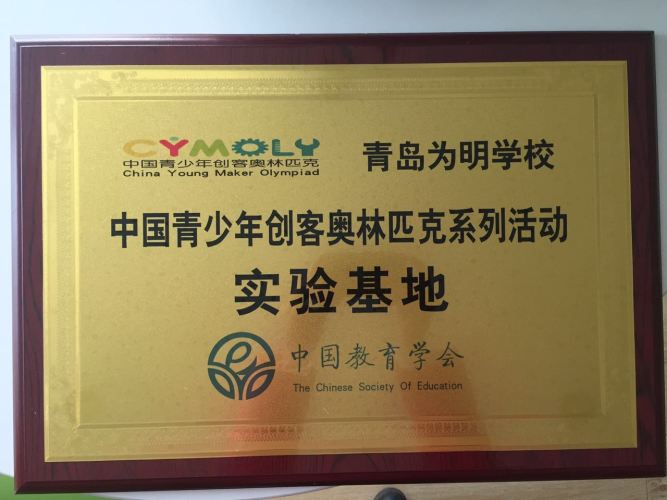 CYMOLY
中国青少年创客奥林匹克
China Young Maker Olympiad
青岛为明学校
中国青少年创客奥林匹克系列活动
实验基地
中国教育学会
The Chinese Society Of Education